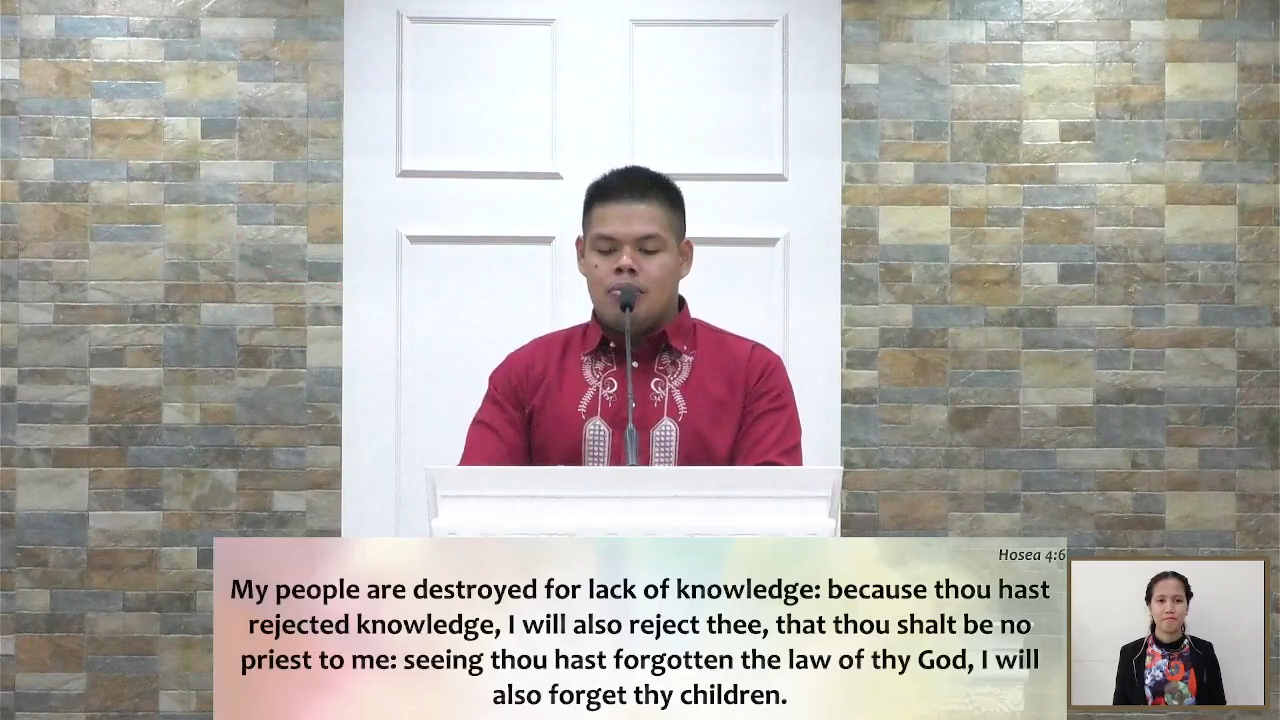 Hosea 4:6
My people are destroyed for lack of knowledge: because thou hast
rejected knowledge, I will also reject thee, that thou shalt be no
priest to me: seeing thou hast forgotten the law of thy God, I will
also forget thy children.